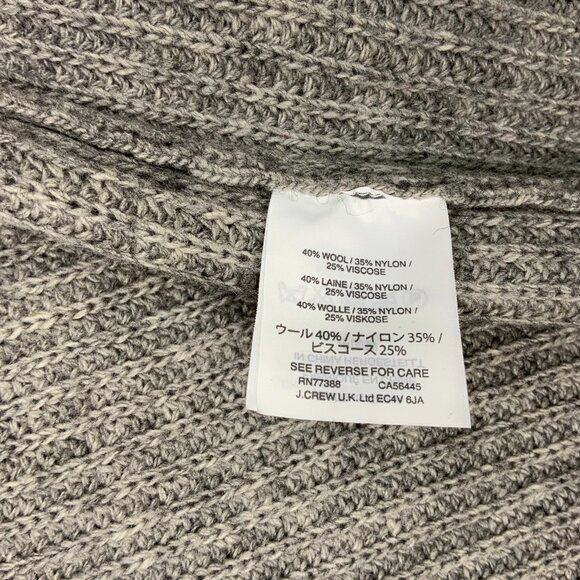 40% WOOL / 35% NYLON /
25% VISCOSE
40% LAINE / 35% NYLON /
25% VISCOSE
40% WOLLE / 35% NYLON /
25% VISKOSE
ウール 40% / ナイロン 35% /
ビスコース 25%
SEE REVERSE FOR CARE
RN77388 CA56445
J.CREW U.K. Ltd EC4V 6JA